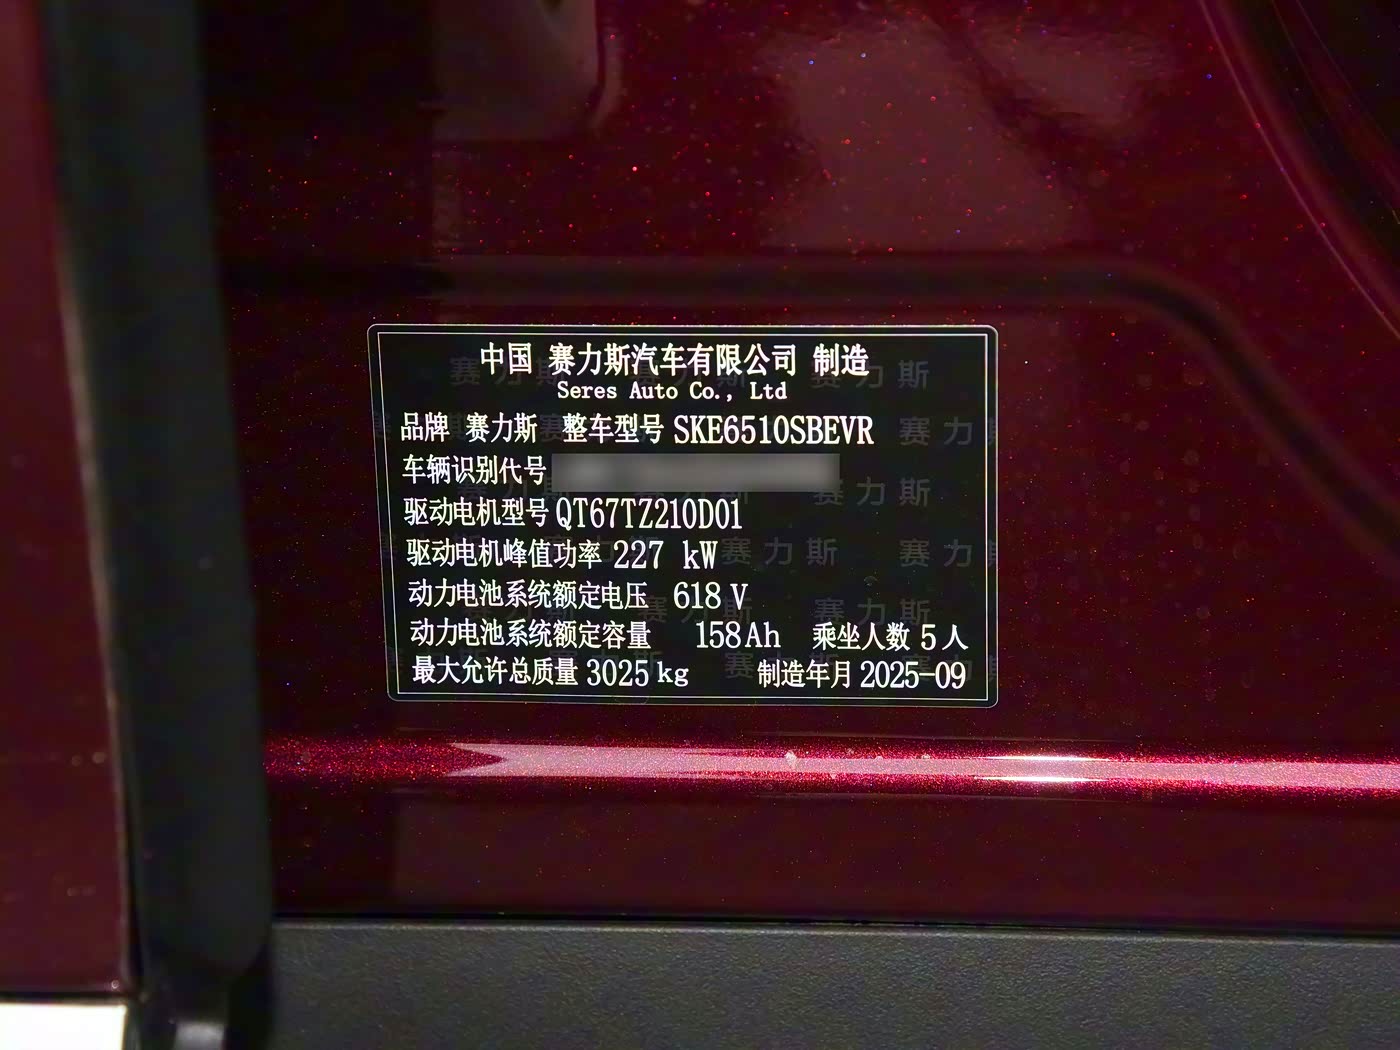 中国 赛力斯汽车有限公司 制造
Seres Auto Co., Ltd
品牌 赛力斯 整车型号 SKE6510SBEVR
车辆识别代号
驱动电机型号 QT67TZ210D01
驱动电机峰值功率 227 kW
动力电池系统额定电压 618 V
动力电池系统额定容量 158Ah 乘坐人数 5 人
最大允许总质量 3025 kg 制造年月 2025-09